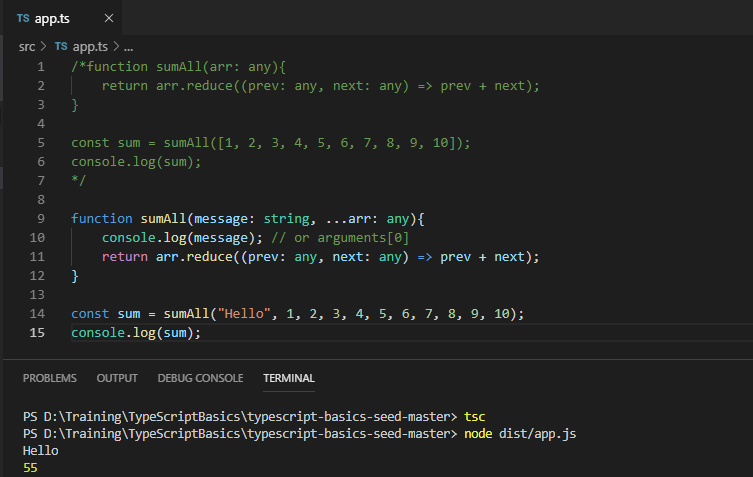 TS app.ts ×
src > TS app.ts > ...
1 /*function sumAll(arr: any){
2     return arr.reduce((prev: any, next: any) => prev + next);
3 }
4
5 const sum = sumAll([1, 2, 3, 4, 5, 6, 7, 8, 9, 10]);
6 console.log(sum);
7 */
8
9 function sumAll(message: string, ...arr: any){
10     console.log(message); // or arguments[0]
11     return arr.reduce((prev: any, next: any) => prev + next);
12 }
13
14 const sum = sumAll("Hello", 1, 2, 3, 4, 5, 6, 7, 8, 9, 10);
15 console.log(sum);
PROBLEMS OUTPUT DEBUG CONSOLE TERMINAL
PS D:\Training\TypeScriptBasics\typescript-basics-seed-master> tsc
PS D:\Training\TypeScriptBasics\typescript-basics-seed-master> node dist/app.js
Hello
55